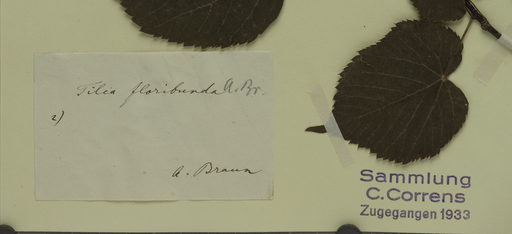 Tilia floribunda A. Br.
2)
A. Braun
Sammlung
C. Correns
Zugegangen 1933